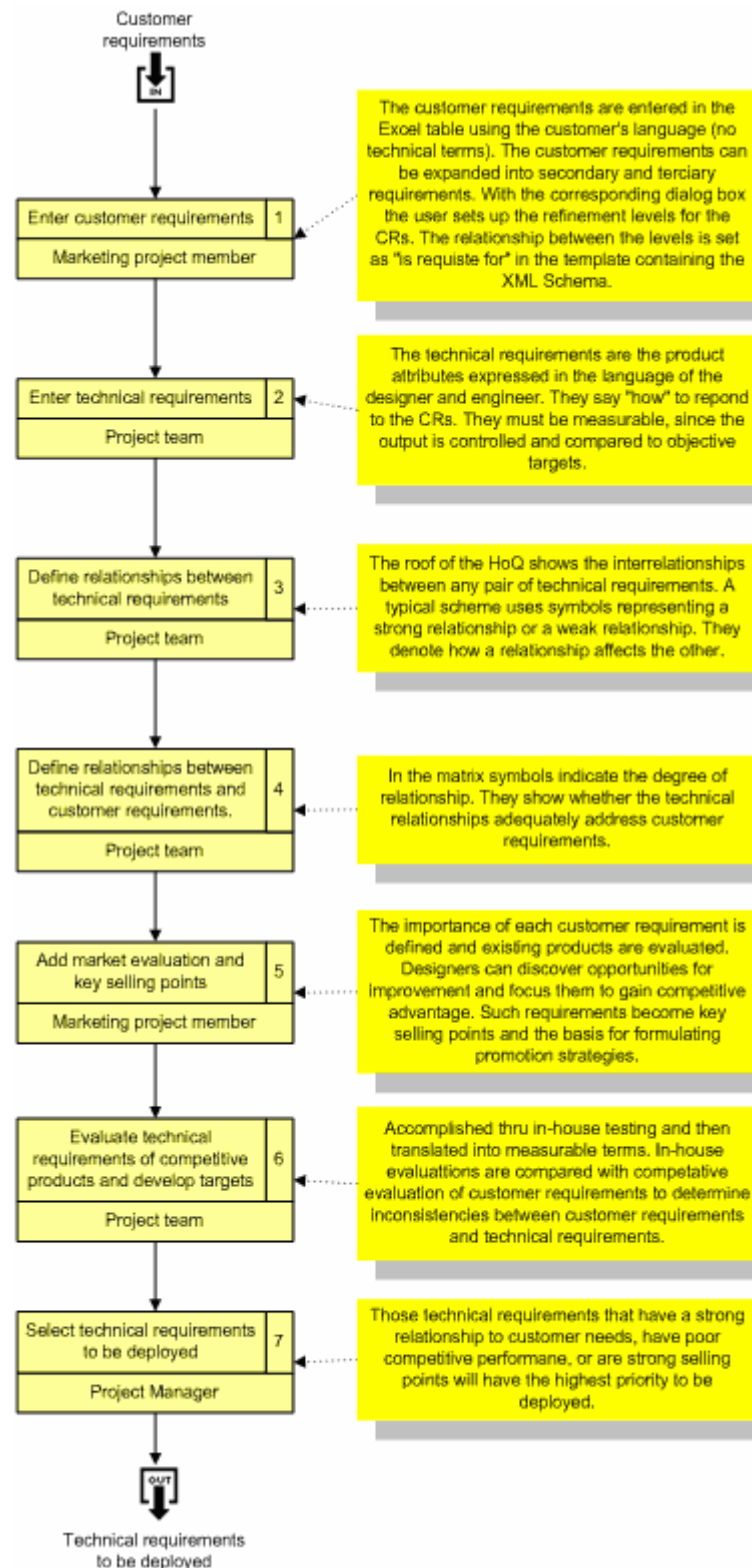 Customer
requirements
IN
The customer requirements are entered in the
Excel table using the customer's language (no
technical terms). The customer requirements can
be expanded into secondary and terciary
requirements. With the corresponding dialog box
the user sets up the refinement levels for the
CRs. The relationship between the levels is set
as "is requiste for" in the template containing the
XML Schema.
Enter customer requirements 1
Marketing project member
The technical requirements are the product
attributes expressed in the language of the
designer and engineer. They say "how" to repond
to the CRs. They must be measurable, since the
output is controlled and compared to objective
targets.
Enter technical requirements 2
Project team
The roof of the HoQ shows the interrelationships
between any pair of technical requirements. A
typical scheme uses symbols representing a
strong relationship or a weak relationship. They
denote how a relationship affects the other.
Define relationships between
technical requirements
3
Project team
Define relationships between
technical requirements and
customer requirements.
4
Project team
In the matrix symbols indicate the degree of
relationship. They show whether the technical
relationships adequately address customer
requirements.
The importance of each customer requirement is
defined and existing products are evaluated.
Designers can discover opportunities for
improvement and focus them to gain competitive
advantage. Such requirements become key
selling points and the basis for formulating
promotion strategies.
Add market evaluation and
key selling points
5
Marketing project member
Evaluate technical
requirements of competitive
products and develop targets
6
Project team
Accomplished thru in-house testing and then
translated into measurable terms. In-house
evaluattions are compared with competative
evaluation of customer requirements to determine
inconsistencies between customer requirements
and technical requirements.
Select technical requirements
to be deployed
7
Project Manager
Those technical requirements that have a strong
relationship to customer needs, have poor
competitive performane, or are strong selling
points will have the highest priority to be
deployed.
OUT
Technical requirements
to be deployed